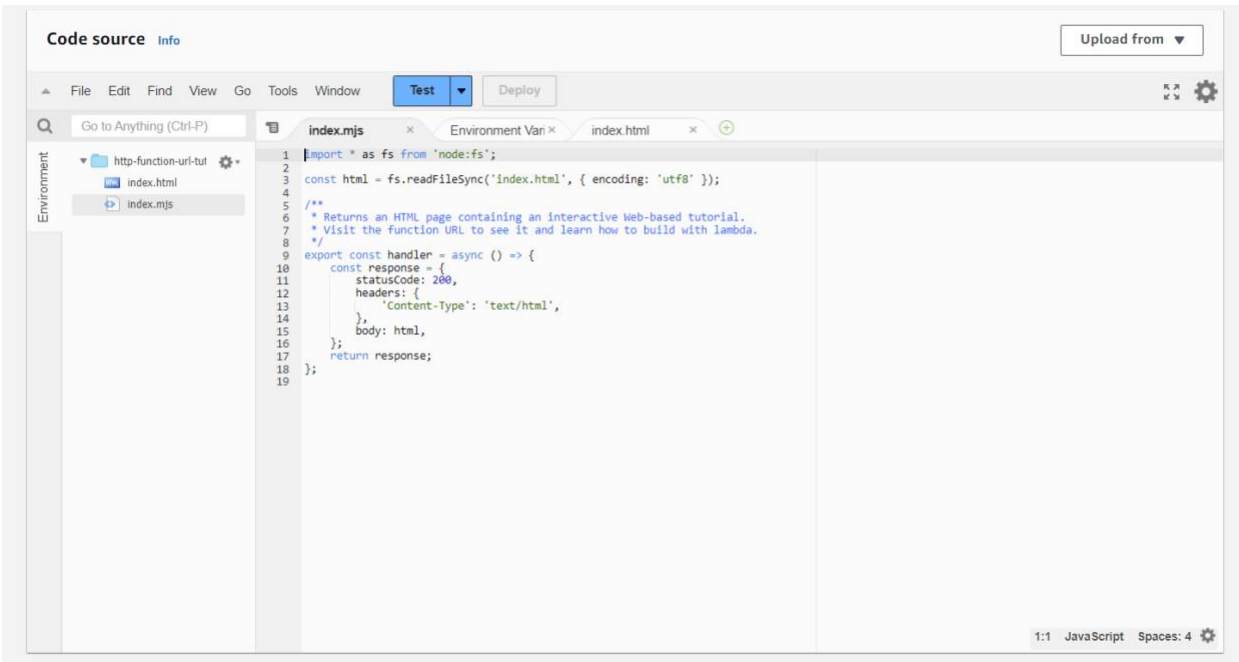 Code source Info
Upload from
File Edit Find View Go Tools Window Test Deploy
Go to Anything (Ctrl-P)
index.mjs
Environment Vari
index.html
Environment
http-function-url-tut
index.html
index.mjs
1 import * as fs from 'node:fs';
2
3 const html = fs.readFileSync('index.html', { encoding: 'utf8' });
4
5 /**
6 * Returns an HTML page containing an interactive Web-based tutorial.
7 * Visit the function URL to see it and learn how to build with lambda.
8 */
9 export const handler = async () => {
10 const response = {
11 statusCode: 200,
12 headers: {
13 'Content-Type': 'text/html',
14 },
15 body: html,
16 };
17 return response;
18 };
19
1:1 JavaScript Spaces: 4